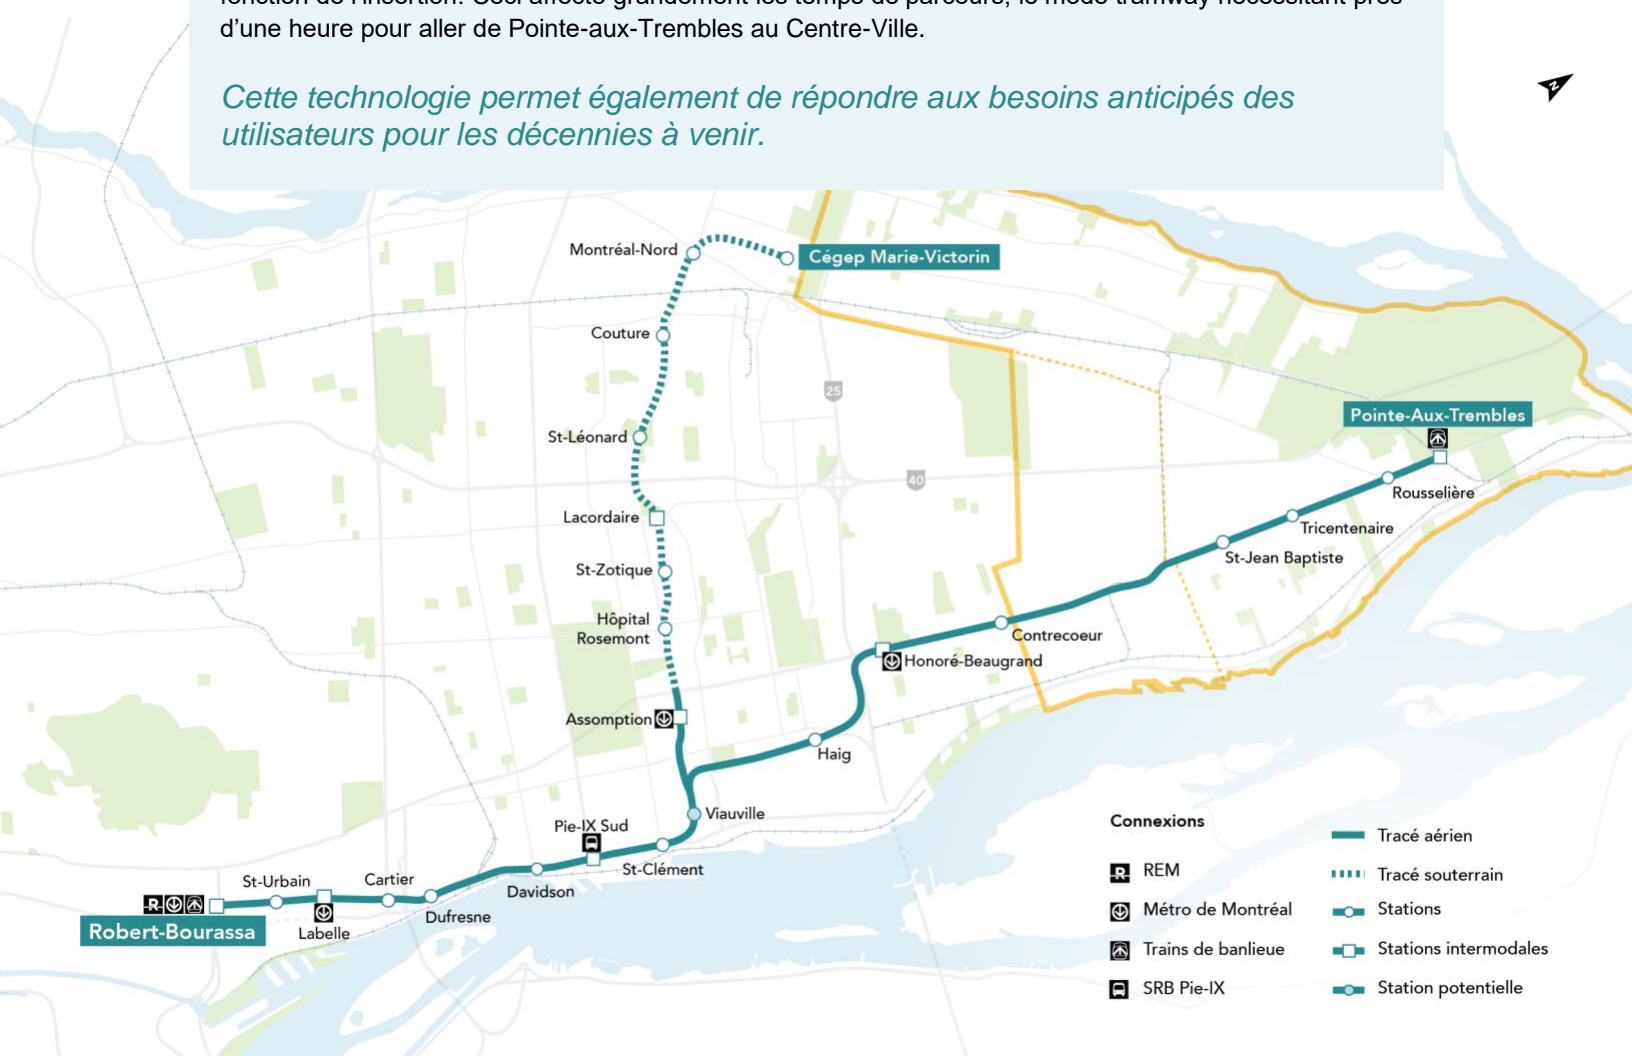 d’une heure pour aller de Pointe-aux-Trembles au Centre-Ville.
Cette technologie permet également de répondre aux besoins anticipés des
utilisateurs pour les décennies à venir.
Z
Montréal-Nord
Cégep Marie-Victorin
Couture
25
St-Léonard
40
Pointe-Aux-Trembles
Rousselière
Lacordaire
Tricentenaire
St-Jean Baptiste
St-Zotique
Hôpital
Rosemont
Contrecoeur
Honoré-Beaugrand
Assomption
Haig
Viauville
Pie-IX Sud
St-Clément
St-Urbain
Cartier
Davidson
Dufresne
R
Robert-Bourassa
Labelle
Connexions
R REM
Métro de Montréal
Trains de banlieue
SRB Pie-IX
Tracé aérien
Tracé souterrain
Stations
Stations intermodales
Station potentielle